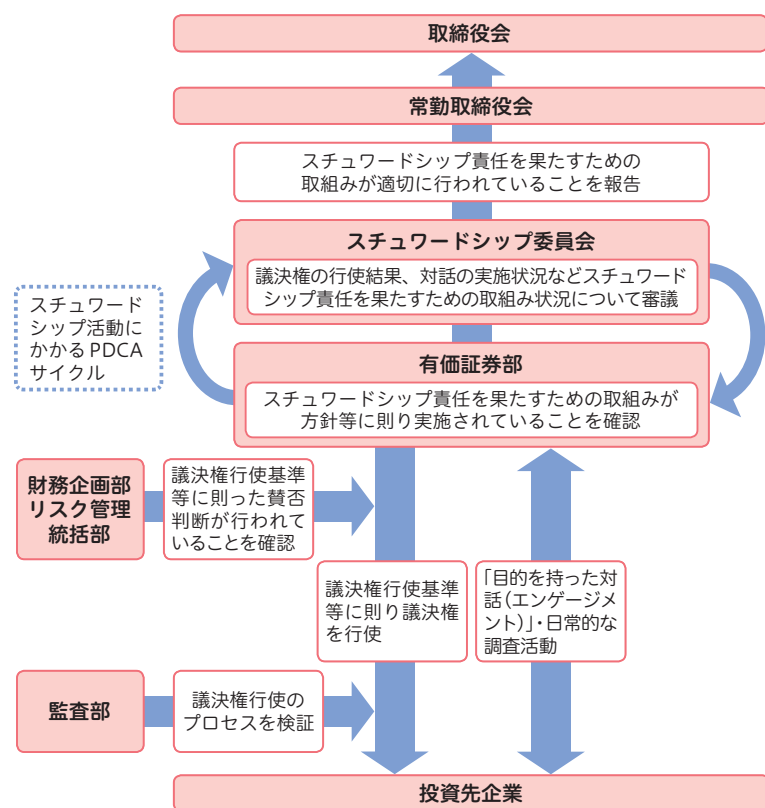 取締役会
常勤取締役会
スチュワードシップ責任を果たすための
取組みが適切に行われていることを報告
スチュワードシップ委員会
議決権の行使結果、対話の実施状況などスチュワード
シップ責任を果たすための取組み状況について審議
スチュワード
シップ活動に
かかるPDCA
サイクル
有価証券部
スチュワードシップ責任を果たすための取組みが
方針等に則り実施されていることを確認
財務企画部
リスク管理
統括部
議決権行使基準
等に則った賛否
判断が行われて
いることを確認
議決権行使基準
等に則り議決権
を行使
「目的を持った対
話(エンゲージメ
ント)」・日常的な
調査活動
監査部
議決権行使の
プロセスを検証
投資先企業